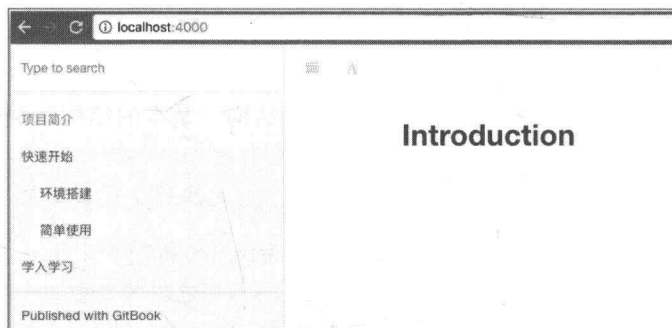 localhost:4000
Type to search
A
Introduction
项目简介
快速开始
环境搭建
简单使用
学入学习
Published with GitBook